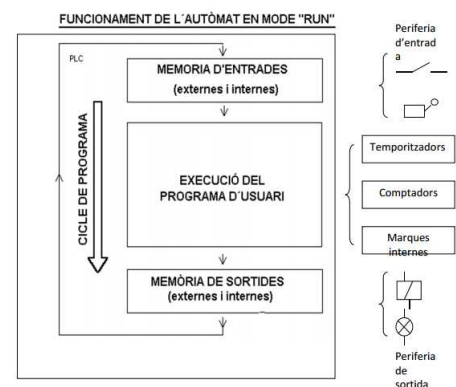 FUNCIONAMENT DE L´AUTÒMAT EN MODE "RUN"
PLC
MEMORIA D'ENTRADES
(externes i internes)
CICLE DE PROGRAMA
EXECUCIÓ DEL
PROGRAMA D´USUARI
MEMÒRIA DE SORTIDES
(externes i internes)
Periferia
d'entrad
a
Temporitzadors
Comptadors
Marques
internes
Periferia
de
sortida